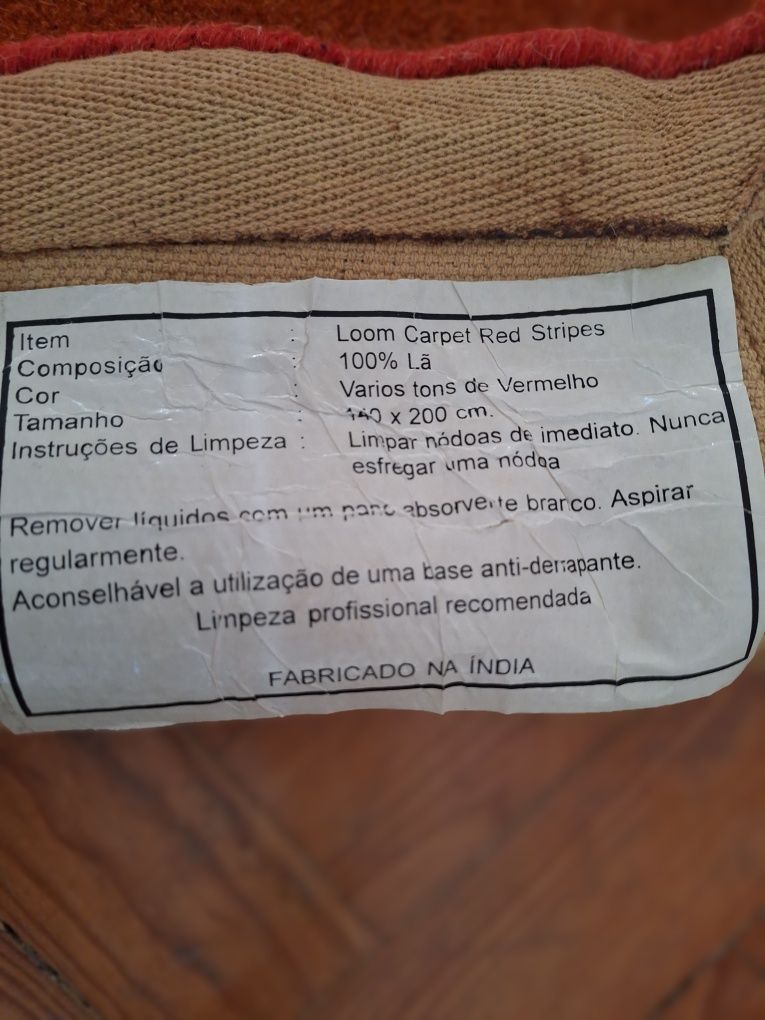 Item : Loom Carpet Red Stripes
Composição : 100% Lã
Cor : Varios tons de Vermelho
Tamanho : 140 x 200 cm.
Instruções de Limpeza : Limpar nódoas de imediato. Nunca
esfregar uma nódoa
Remover líquidos com um pano absorvente branco. Aspirar
regularmente.
Aconselhável a utilização de uma base anti-derrapante.
Limpeza profissional recomendada
FABRICADO NA ÍNDIA